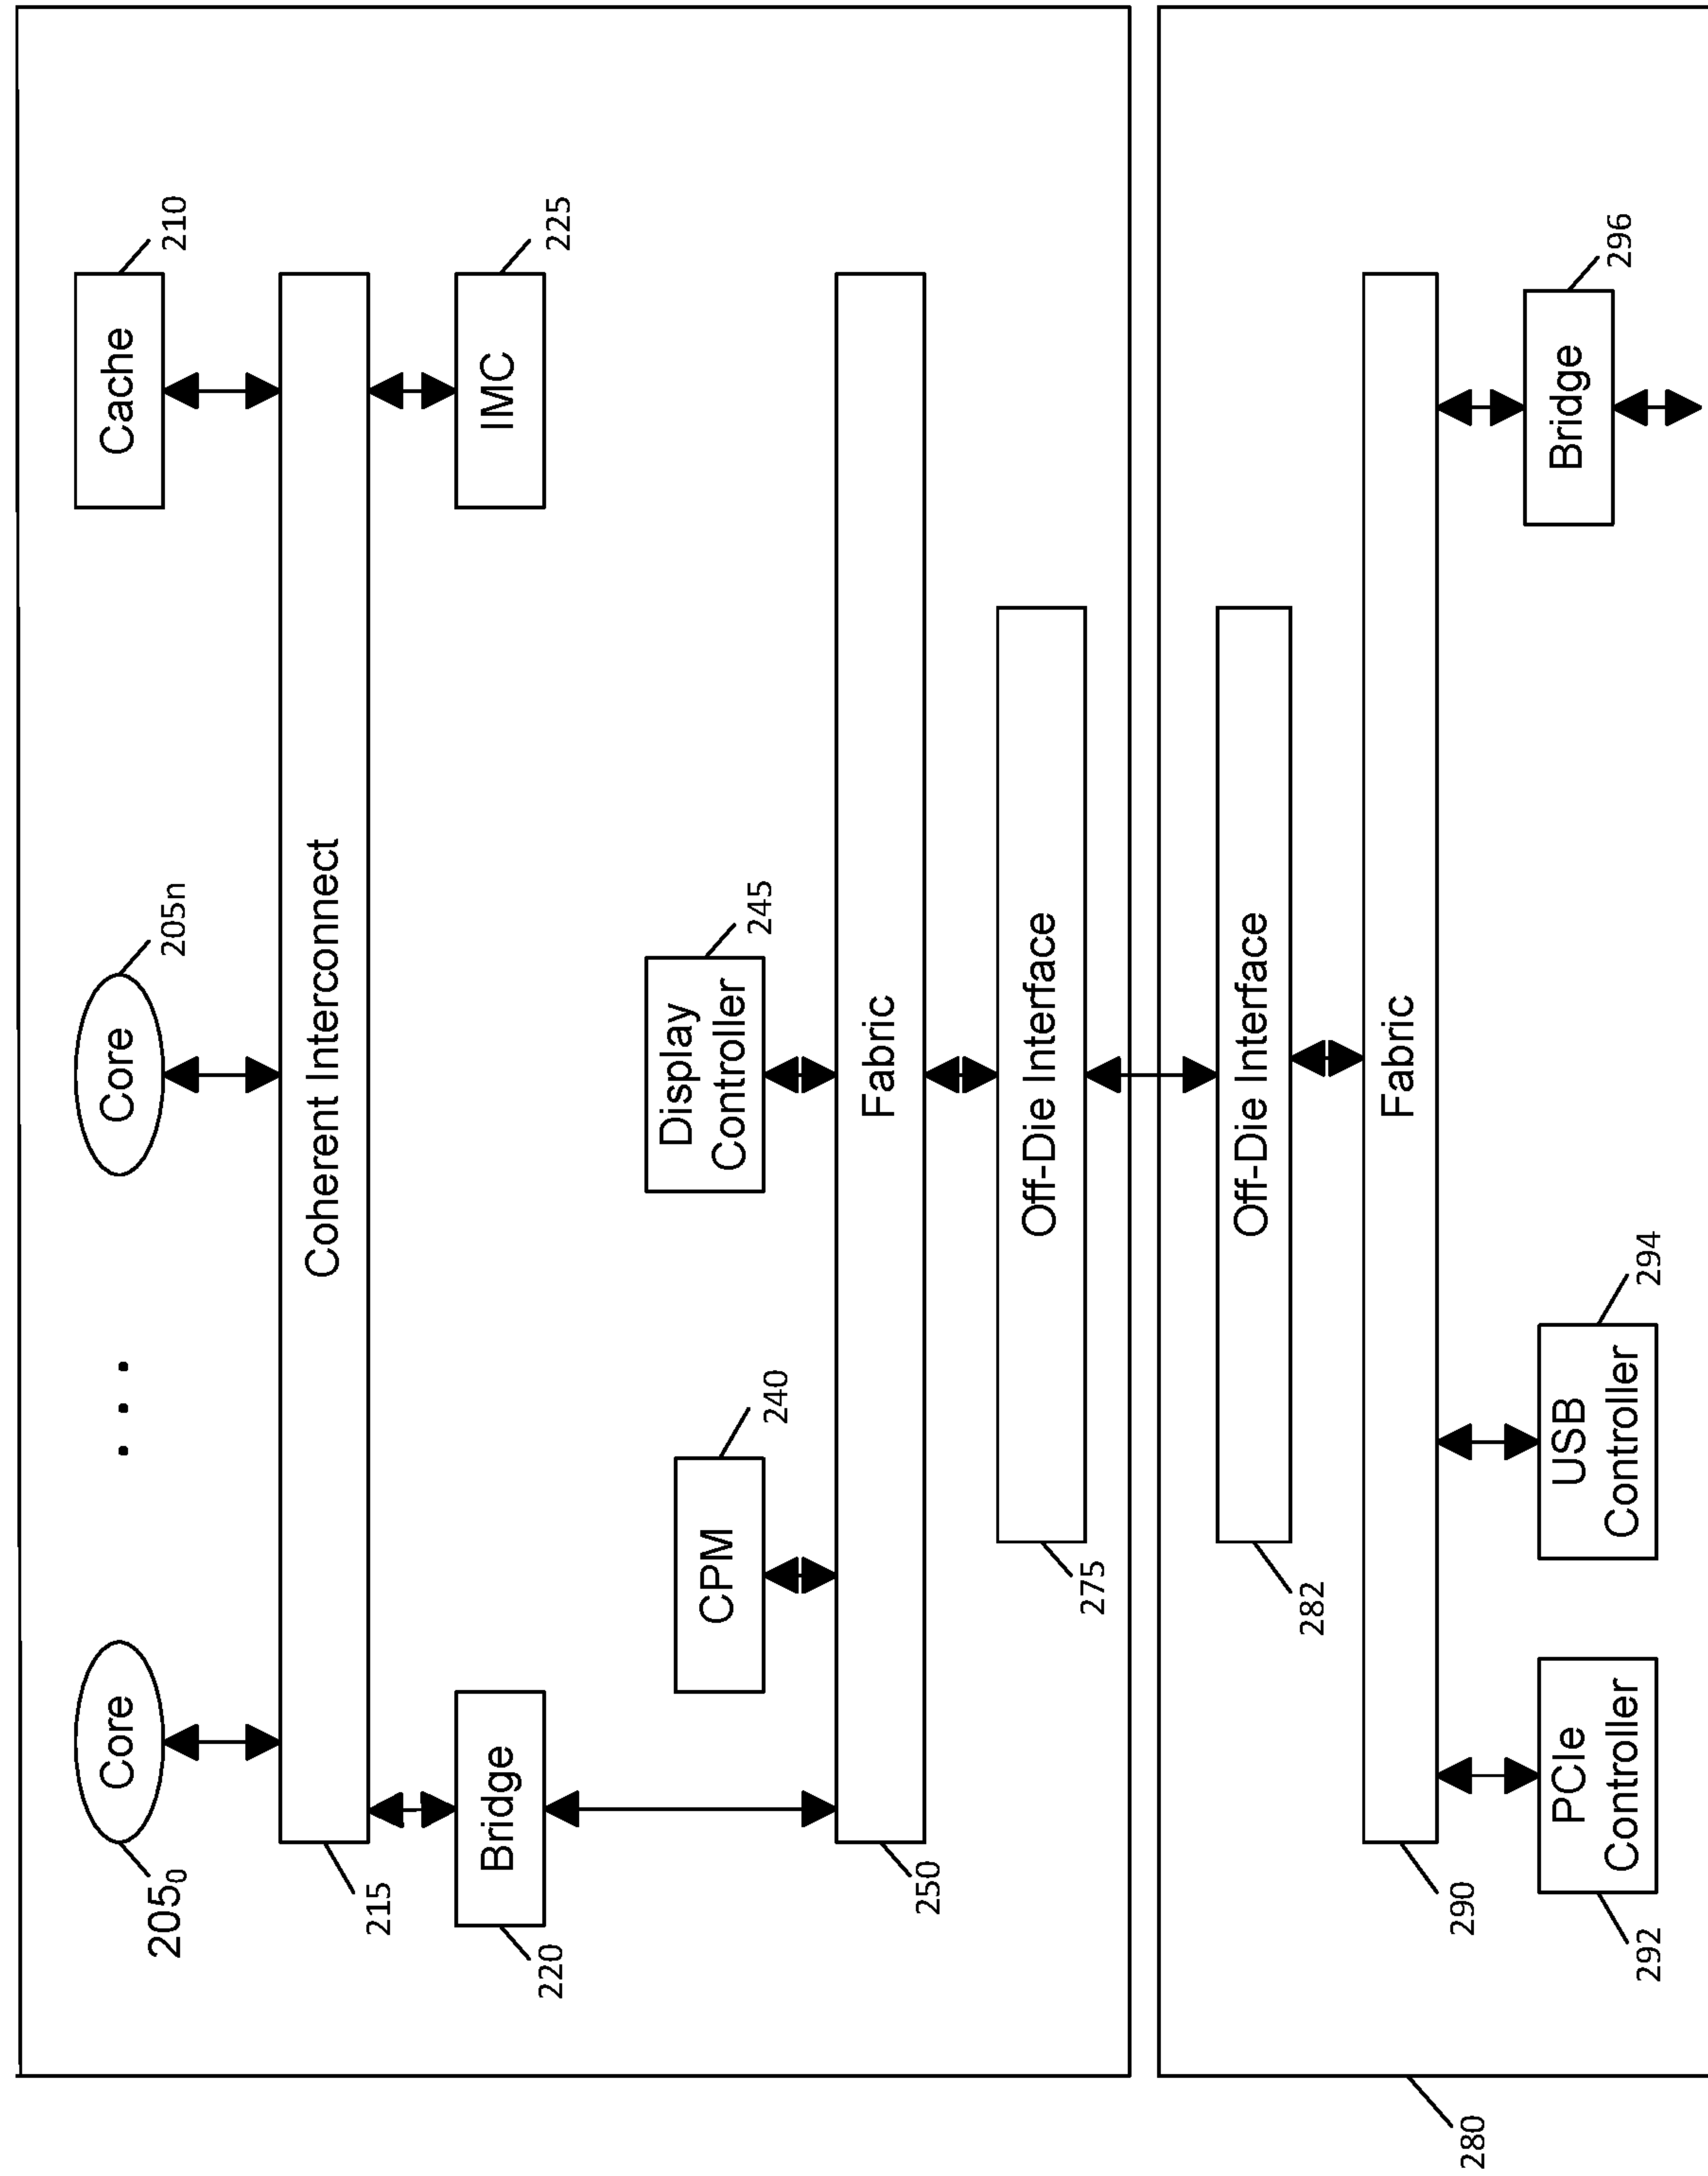 Core
205₀
. . .
Core
205n
Cache
210
Coherent Interconnect
215
Bridge
220
IMC
225
CPM
240
Display
Controller
245
Fabric
250
Off-Die Interface
275
Off-Die Interface
282
280
Fabric
290
PCIe
Controller
292
USB
Controller
294
Bridge
296